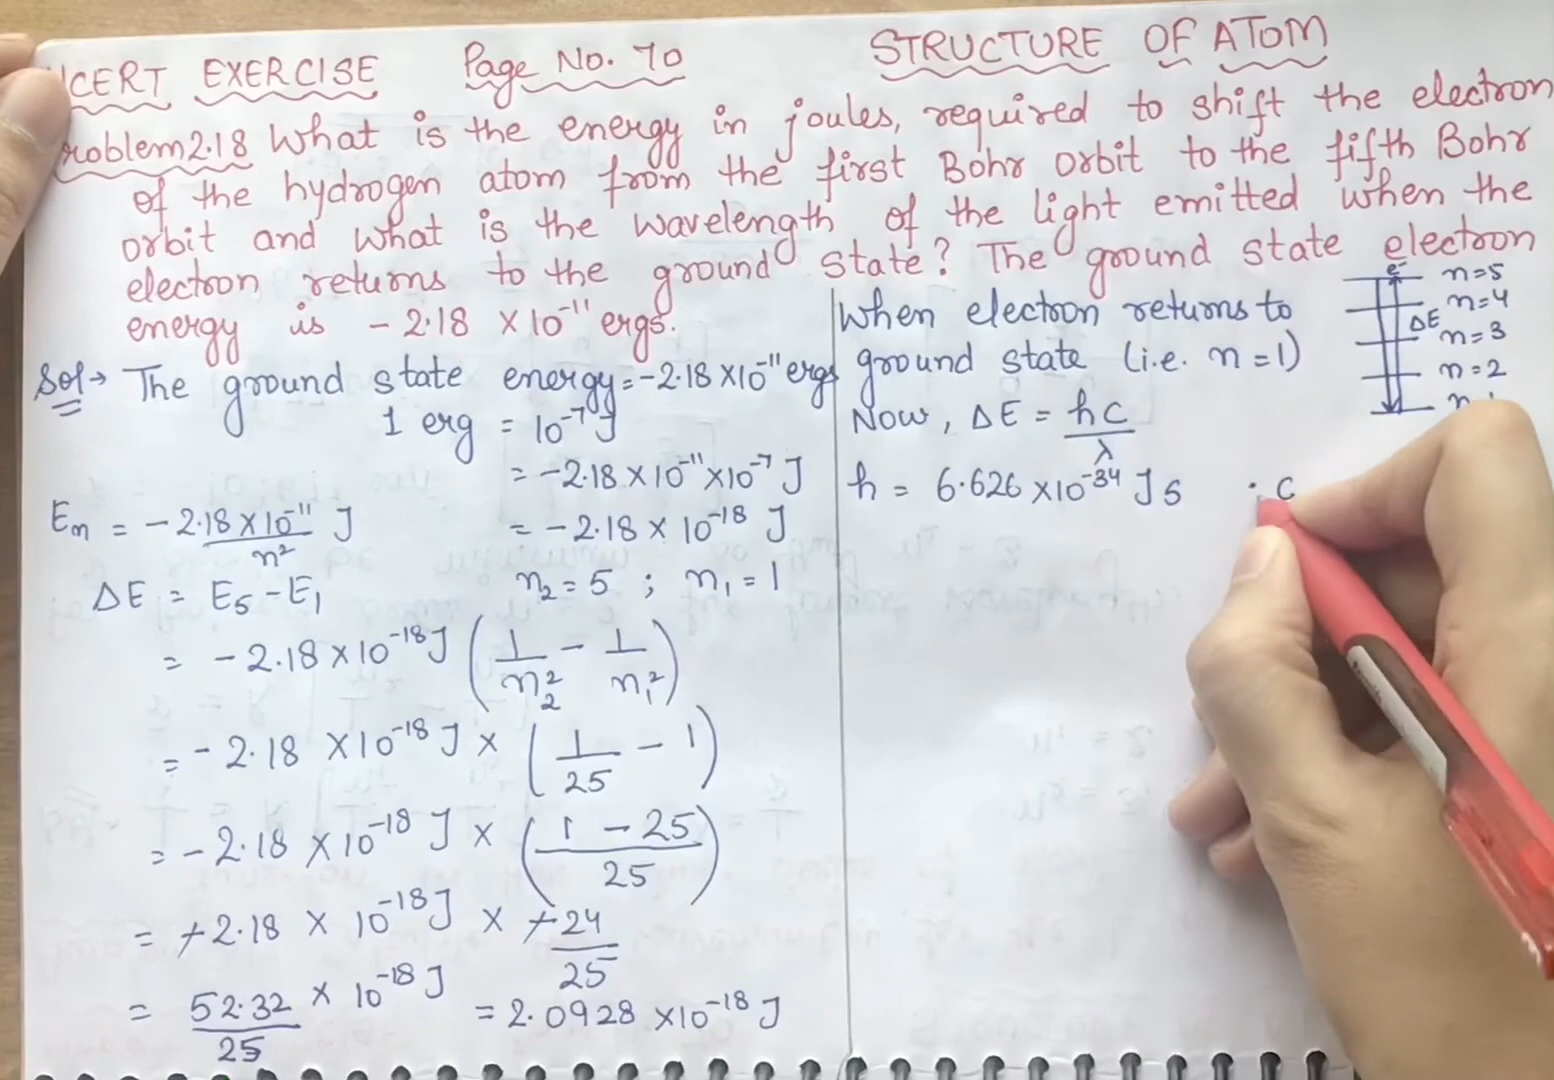 CERT EXERCISE Page No. 70 STRUCTURE OF ATOM
roblem 2.18 What is the energy in joules, required to shift the electron
of the hydrogen atom from the first Bohr orbit to the fifth Bohr
orbit and what is the wavelength of the light emitted when the
electron returns to the ground state? The ground state electron
energy is - 2.18 × 10⁻¹¹ ergs.
Sol → The ground state energy = -2.18 × 10⁻¹¹ ergs
1 erg = 10⁻⁷ J
= -2.18 × 10⁻¹¹ × 10⁻⁷ J
= -2.18 × 10⁻¹⁸ J
Eₙ = -2.18 × 10⁻¹¹ / n² J
n₂ = 5 ; n₁ = 1
ΔE = E₅ - E₁
= -2.18 × 10⁻¹⁸ J (1/n₂² - 1/n₁²)
= -2.18 × 10⁻¹⁸ J × (1/25 - 1)
= -2.18 × 10⁻¹⁸ J × (1 - 25 / 25)
= +2.18 × 10⁻¹⁸ J × +24/25
= 52.32/25 × 10⁻¹⁸ J = 2.0928 × 10⁻¹⁸ J
When electron returns to
ground state (i.e. n = 1)
Now, ΔE = hc/λ
h = 6.626 × 10⁻³⁴ J s ; c
e⁻ n=5
n=4
ΔE
n=3
n=2